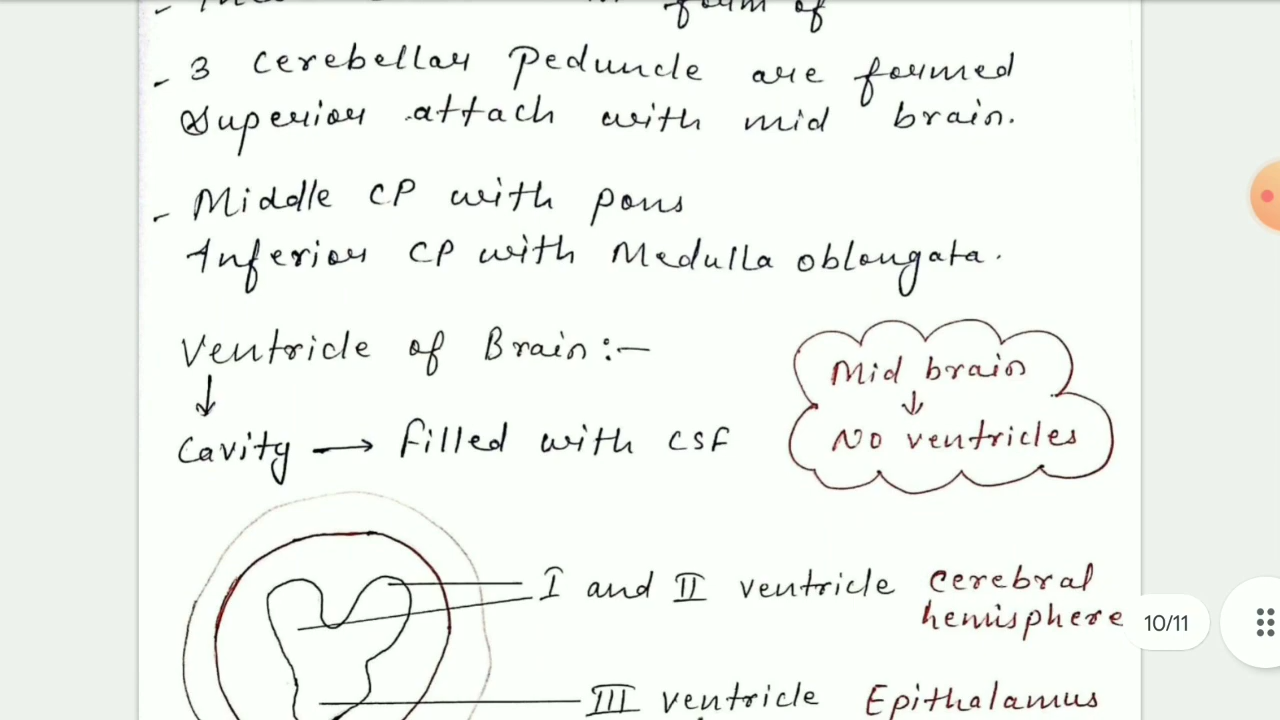 form of
- 3 Cerebellar Peduncle are formed
Superior attach with mid brain.
- Middle CP with pons
Inferior CP with Medulla oblongata.
Ventricle of Brain:-
↓
Cavity → filled with CSF
Mid brain
↓
No ventricles
I and II ventricle cerebral
hemisphere
III ventricle Epithalamus
10/11